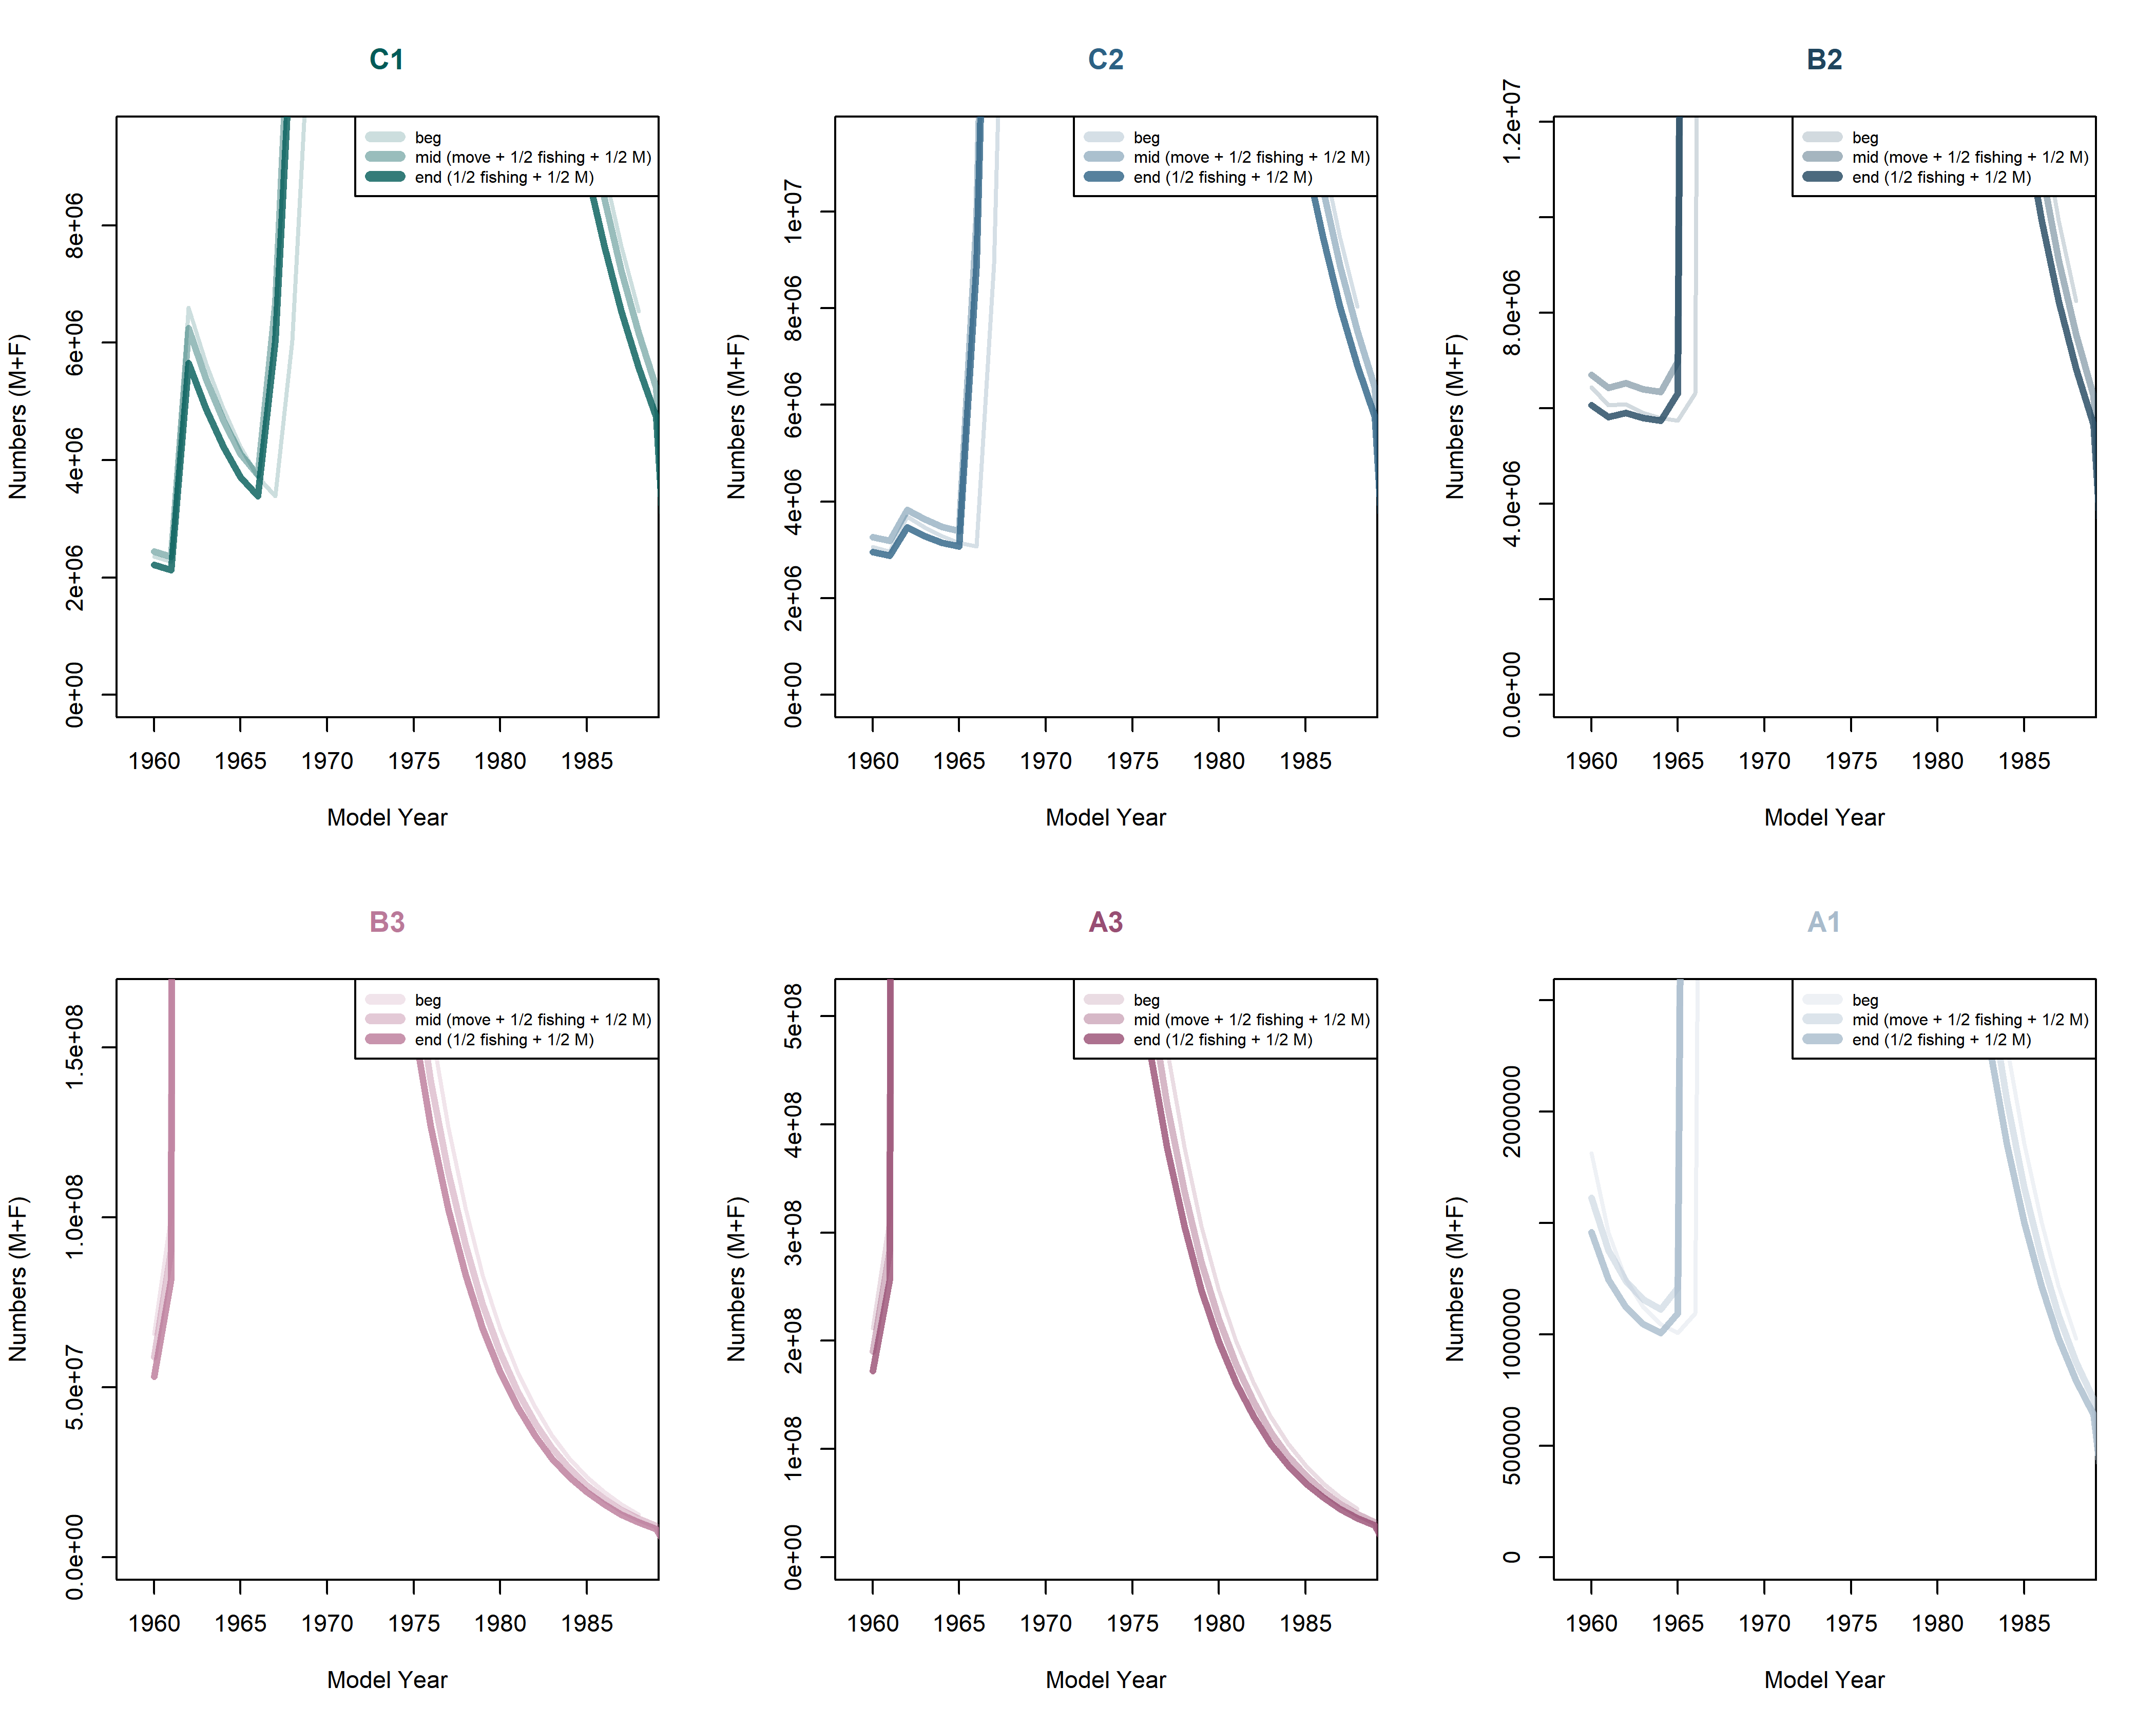 C1
beg
mid (move + 1/2 fishing + 1/2 M)
end (1/2 fishing + 1/2 M)
Numbers (M+F)
0e+00 2e+06 4e+06 6e+06 8e+06
1960 1965 1970 1975 1980 1985
Model Year
C2
beg
mid (move + 1/2 fishing + 1/2 M)
end (1/2 fishing + 1/2 M)
Numbers (M+F)
0e+00 2e+06 4e+06 6e+06 8e+06 1e+07
1960 1965 1970 1975 1980 1985
Model Year
B2
beg
mid (move + 1/2 fishing + 1/2 M)
end (1/2 fishing + 1/2 M)
Numbers (M+F)
0.0e+00 4.0e+06 8.0e+06 1.2e+07
1960 1965 1970 1975 1980 1985
Model Year
B3
beg
mid (move + 1/2 fishing + 1/2 M)
end (1/2 fishing + 1/2 M)
Numbers (M+F)
0.0e+00 5.0e+07 1.0e+08 1.5e+08
1960 1965 1970 1975 1980 1985
Model Year
A3
beg
mid (move + 1/2 fishing + 1/2 M)
end (1/2 fishing + 1/2 M)
Numbers (M+F)
0e+00 1e+08 2e+08 3e+08 4e+08 5e+08
1960 1965 1970 1975 1980 1985
Model Year
A1
beg
mid (move + 1/2 fishing + 1/2 M)
end (1/2 fishing + 1/2 M)
Numbers (M+F)
0 500000 1000000 2000000
1960 1965 1970 1975 1980 1985
Model Year